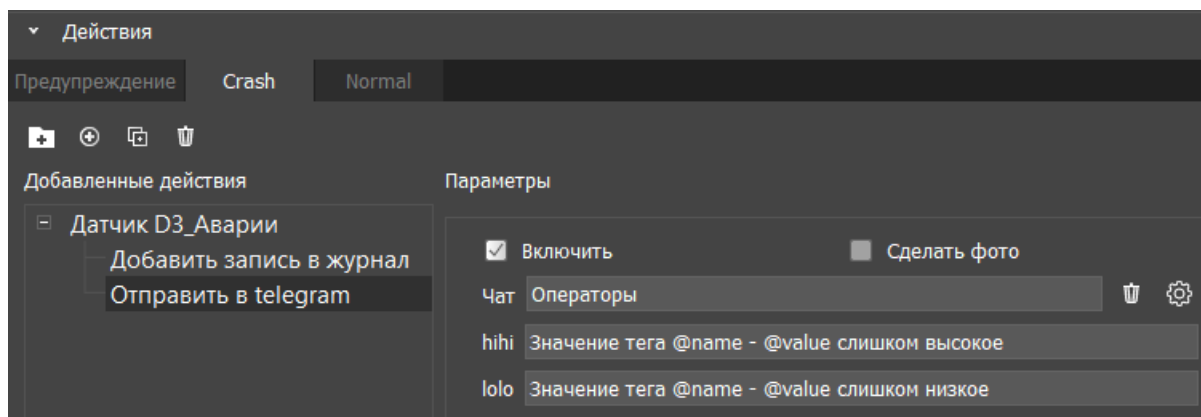 Действия
Предупреждение Crash Normal
Добавленные действия Параметры
Датчик D3_Аварии
Добавить запись в журнал
Отправить в telegram
Включить Сделать фото
Чат Операторы
hihi Значение тега @name - @value слишком высокое
lolo Значение тега @name - @value слишком низкое